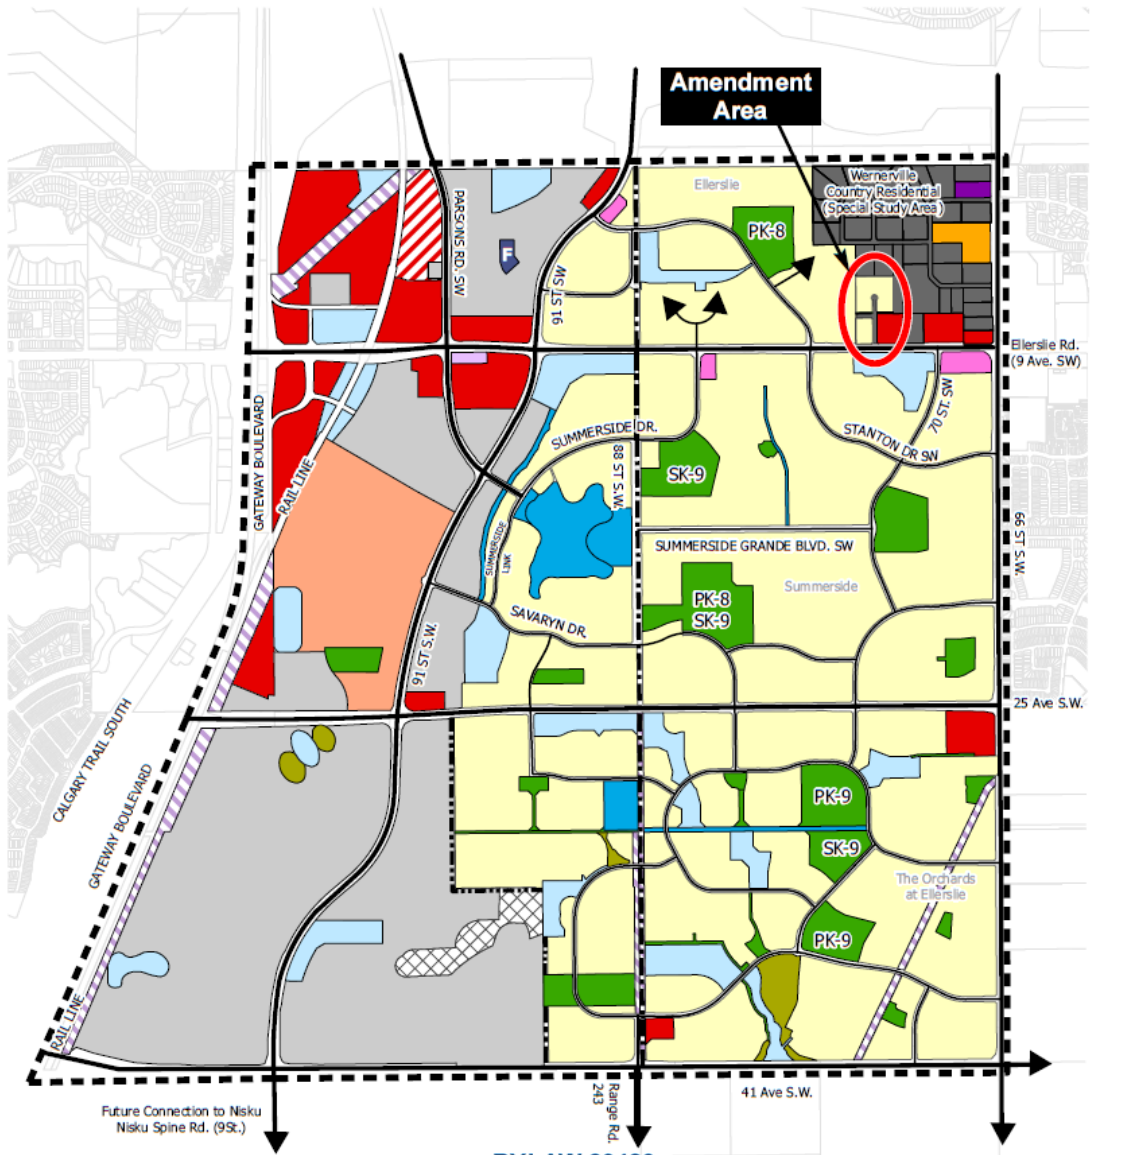 Amendment
Area
Ellerslie
Wernerville
Country Residential
(Special Study Area)
PK-8
PARSONS RD. SW
F
91 ST SW
Ellerslie Rd.
(9 Ave. SW)
GATEWAY BOULEVARD
RAIL LINE
SUMMERSIDE DR.
88 ST S.W.
SK-9
STANTON DR SW
70 ST. SW
SUMMERSIDE
LINK
SUMMERSIDE GRANDE BLVD. SW
66 ST S.W.
Summerside
PK-8
SK-9
SAVARYN DR.
91 ST S.W.
25 Ave S.W.
CALGARY TRAIL SOUTH
GATEWAY BOULEVARD
PK-9
SK-9
The Orchards
at Ellerslie
PK-9
RAIL LINE
41 Ave S.W.
Range Rd.
243
Future Connection to Nisku
Nisku Spine Rd. (9St.)